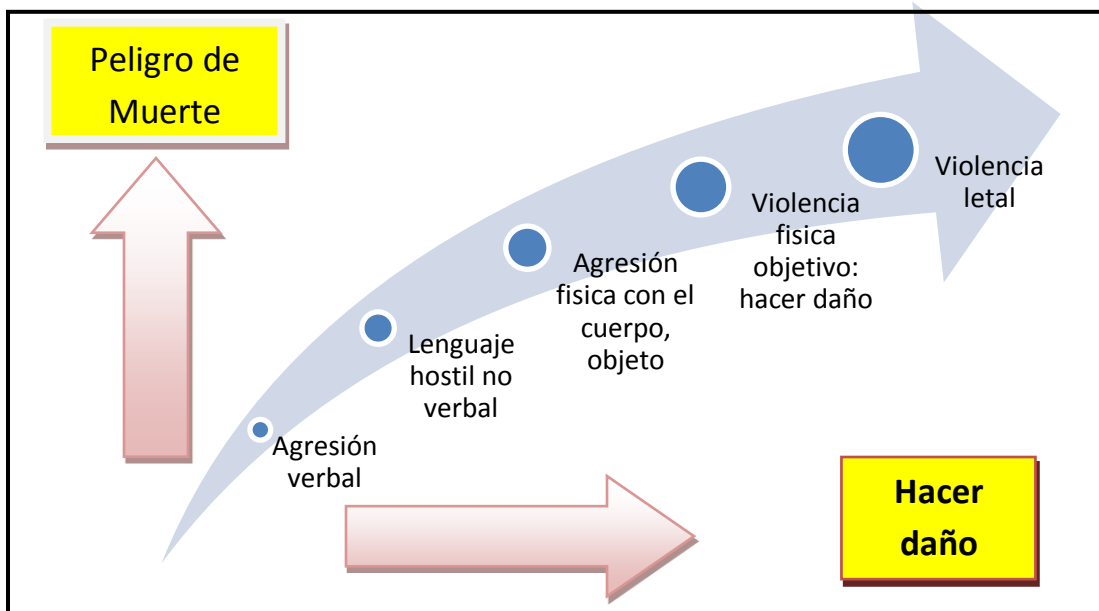 Peligro de
Muerte
Agresión
verbal
Lenguaje
hostil no
verbal
Agresión
fisica con el
cuerpo,
objeto
Violencia
fisica
objetivo:
hacer daño
Violencia
letal
Hacer
daño